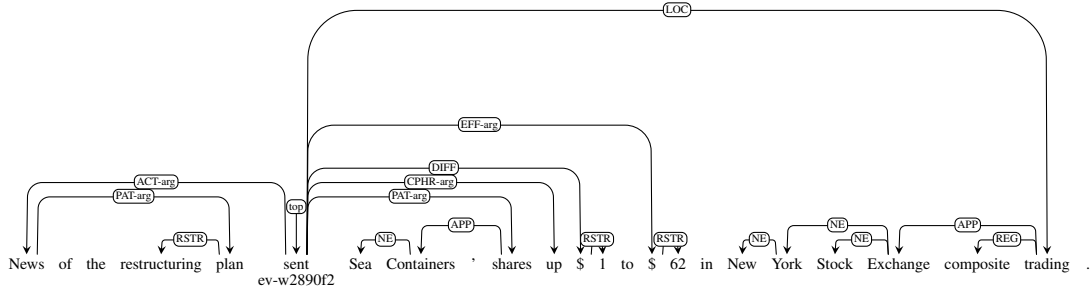 LOC
EFF-arg
DIFF
ACT-arg CPHR-arg
PAT-arg top PAT-arg
NE APP APP
RSTR NE RSTR RSTR NE NE REG
News of the restructuring plan sent Sea Containers ’ shares up $ 1 to $ 62 in New York Stock Exchange composite trading .
ev-w2890f2